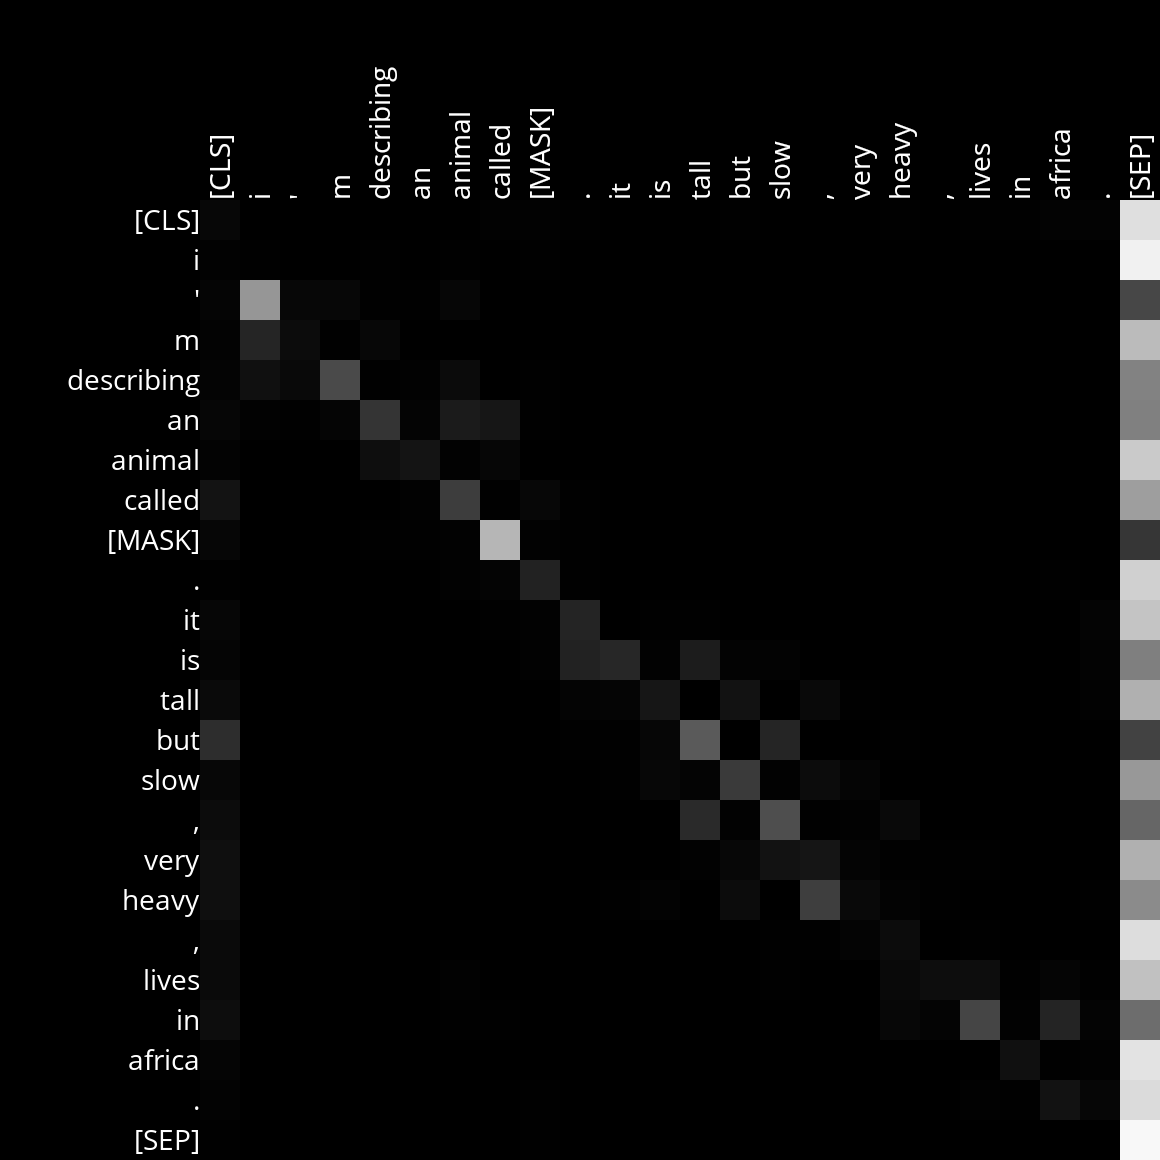 [CLS] i ' m describing an animal called [MASK] . it is tall but slow , very heavy , lives in africa . [SEP]
[CLS]
i
'
m
describing
an
animal
called
[MASK]
.
it
is
tall
but
slow
,
very
heavy
,
lives
in
africa
.
[SEP]